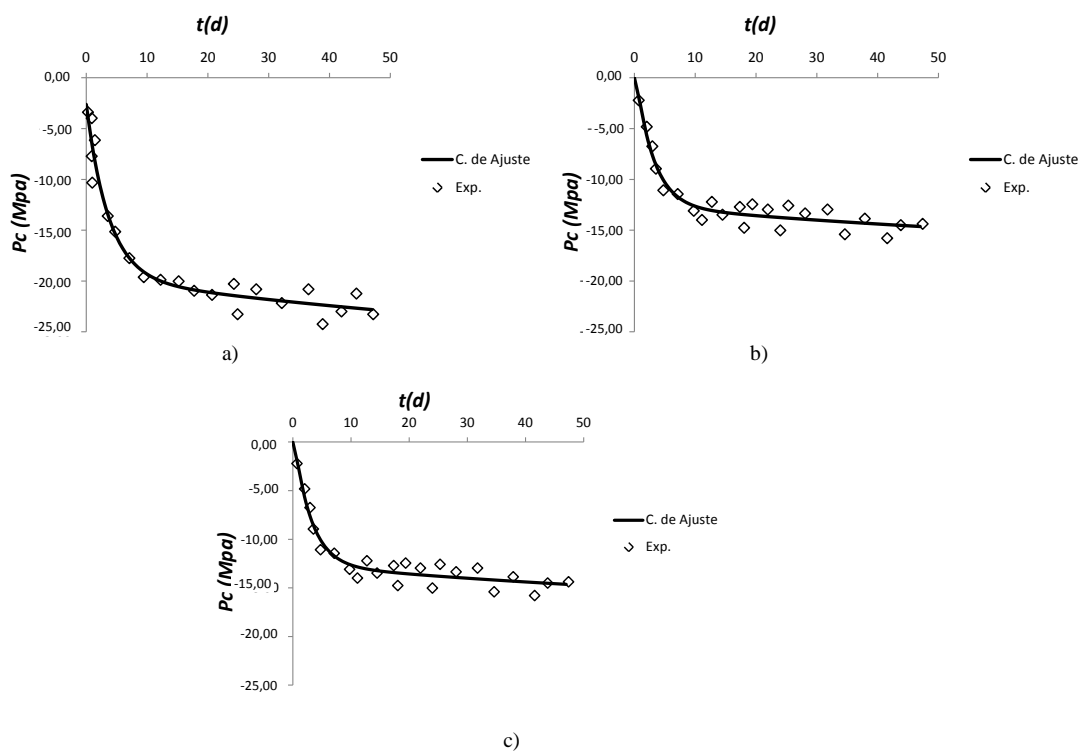 t(d)
0 10 20 30 40 50
0,00
-5,00
-10,00
-15,00
-20,00
-25,00
Pc (Mpa)
C. de Ajuste
Exp.
a)
t(d)
0 10 20 30 40 50
0,00
-5,00
-10,00
-15,00
-20,00
-25,00
Pc (Mpa)
C. de Ajuste
Exp.
b)
t(d)
0 10 20 30 40 50
0,00
-5,00
-10,00
-15,00
-20,00
-25,00
Pc (Mpa)
C. de Ajuste
Exp.
c)